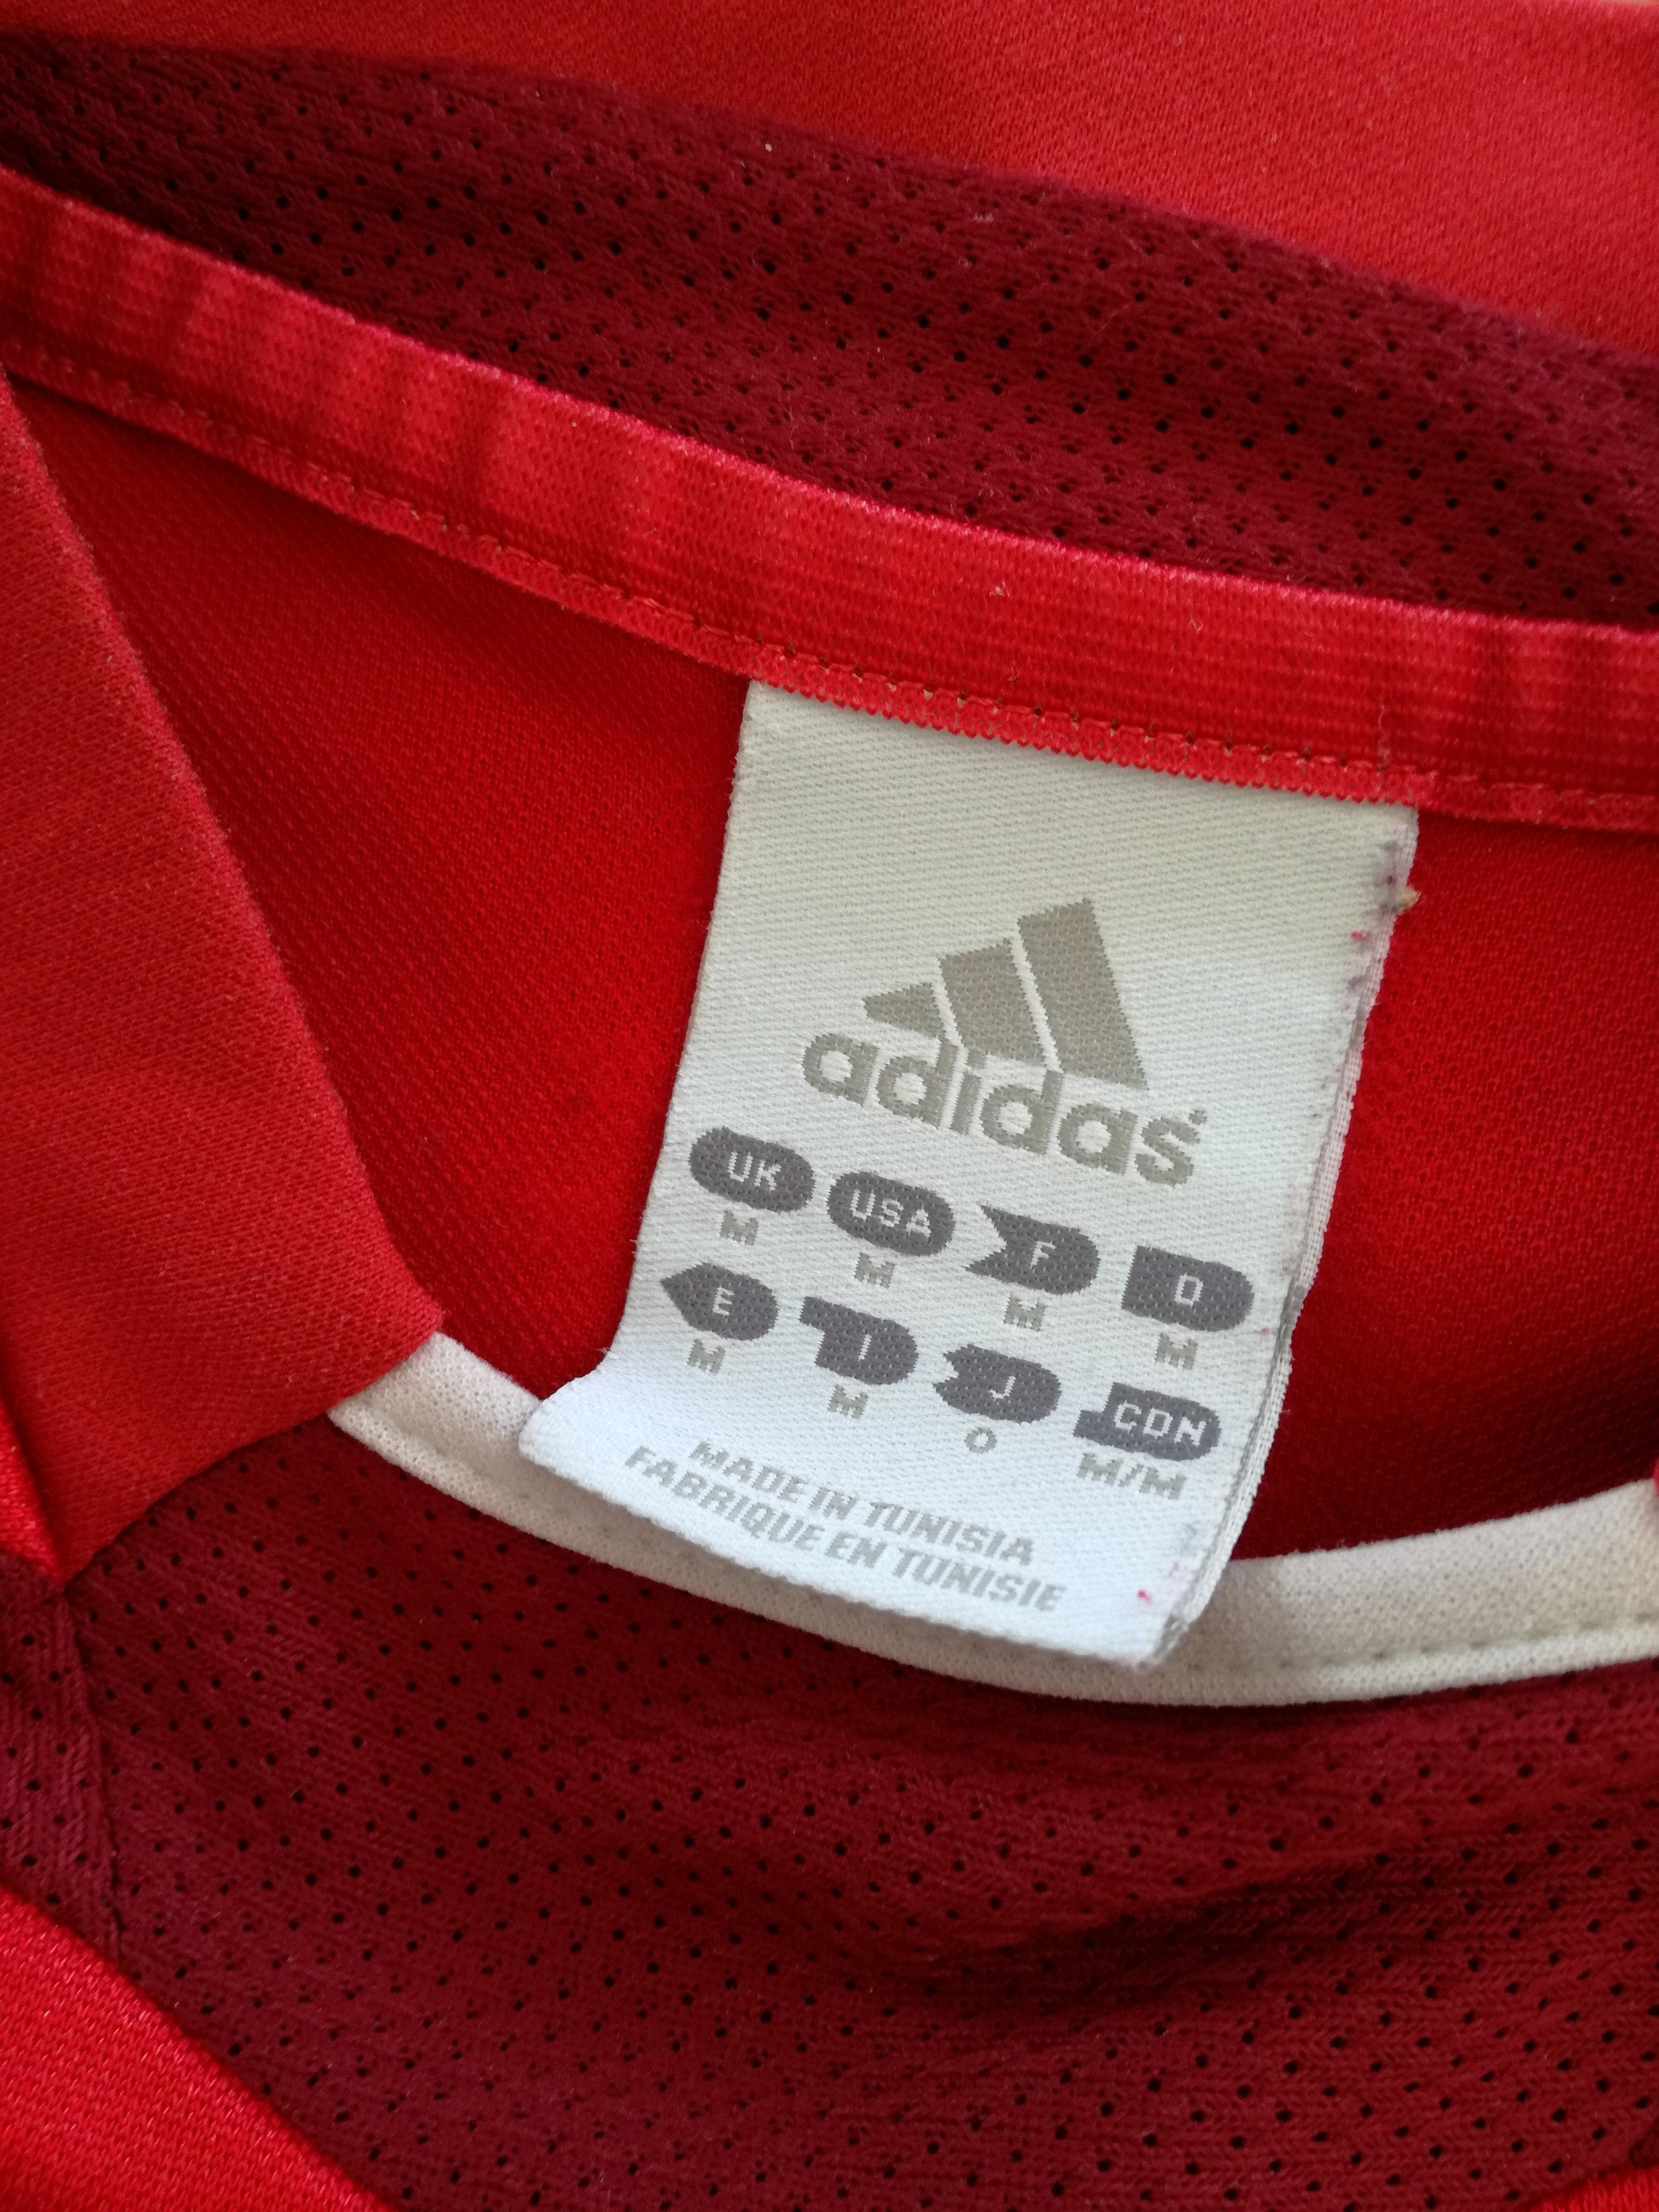 adidas
UK USA F D
M M M M
E I J CDN
M M O M/M
MADE IN TUNISIA
FABRIQUE EN TUNISIE